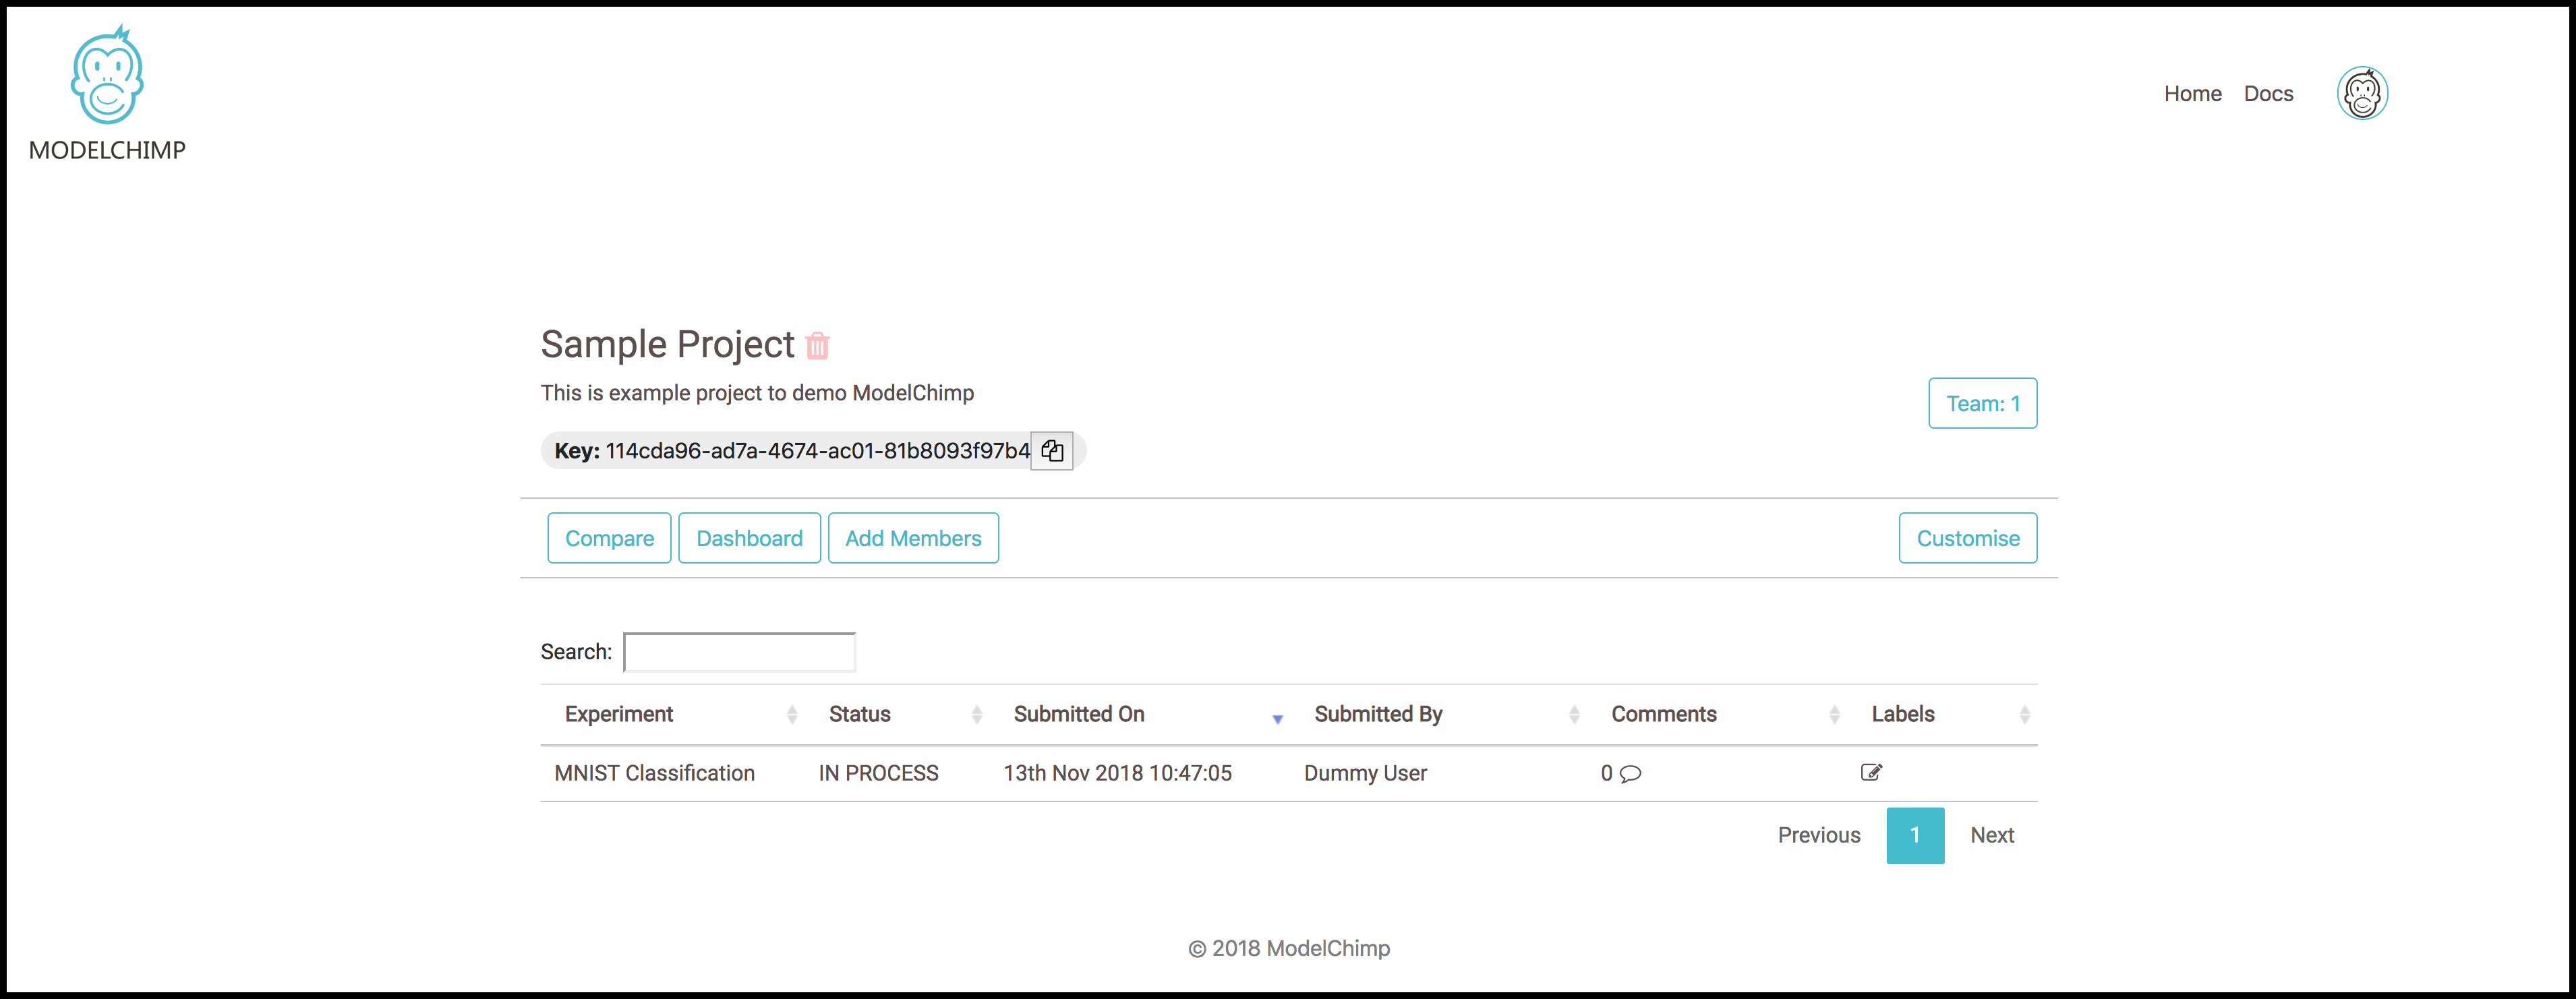 MODELCHIMP
Home Docs
Sample Project
This is example project to demo ModelChimp
Team: 1
Key: 114cda96-ad7a-4674-ac01-81b8093f97b4
Compare Dashboard Add Members Customise
Search:
Experiment Status Submitted On Submitted By Comments Labels
MNIST Classification IN PROCESS 13th Nov 2018 10:47:05 Dummy User 0
Previous 1 Next
© 2018 ModelChimp